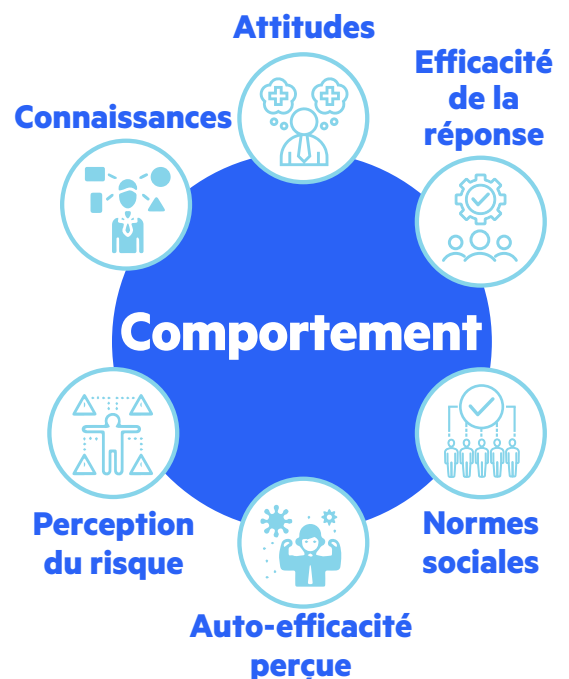 Attitudes
Efficacité
de la
réponse
Connaissances
Comportement
Perception
du risque
Normes
sociales
Auto-efficacité
perçue